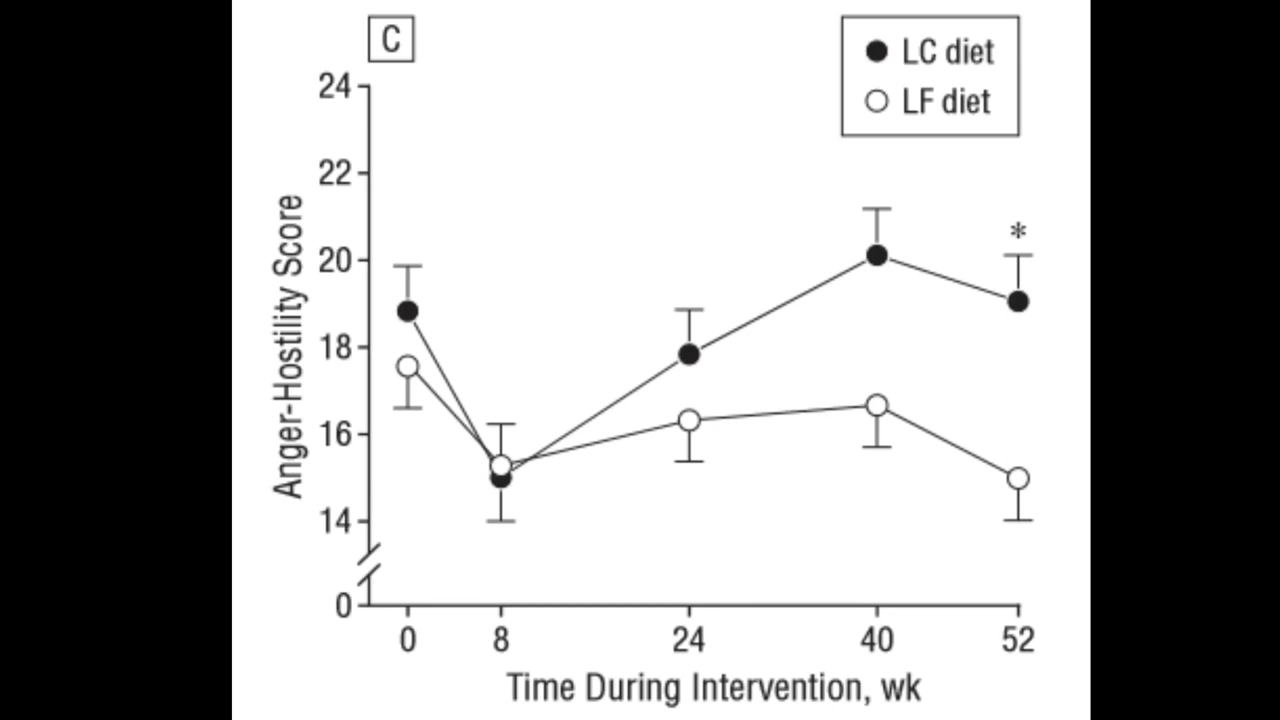 C
LC diet
LF diet
24
22
20
18
16
14
0
*
Anger-Hostility Score
0 8 24 40 52
Time During Intervention, wk